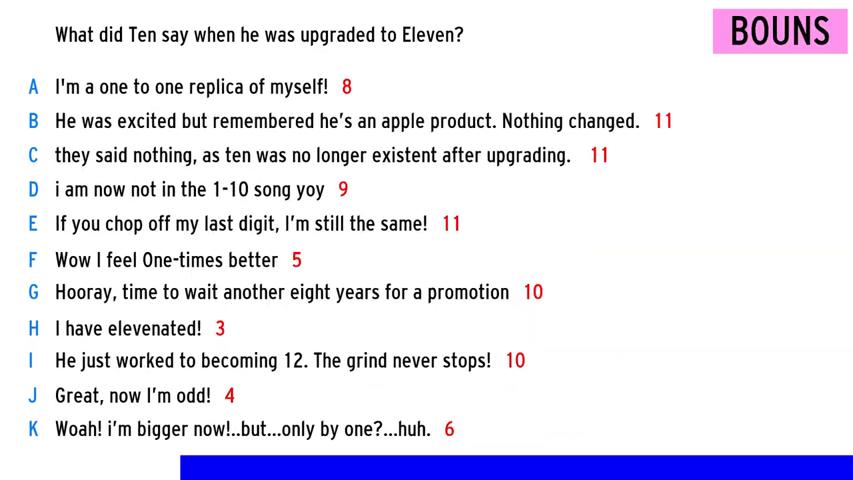 What did Ten say when he was upgraded to Eleven?
BOUNS
A I'm a one to one replica of myself! 8
B He was excited but remembered he's an apple product. Nothing changed. 11
C they said nothing, as ten was no longer existent after upgrading. 11
D i am now not in the 1-10 song yoy 9
E If you chop off my last digit, I'm still the same! 11
F Wow I feel One-times better 5
G Hooray, time to wait another eight years for a promotion 10
H I have elevenated! 3
I He just worked to becoming 12. The grind never stops! 10
J Great, now I'm odd! 4
K Woah! i'm bigger now!..but...only by one?...huh. 6